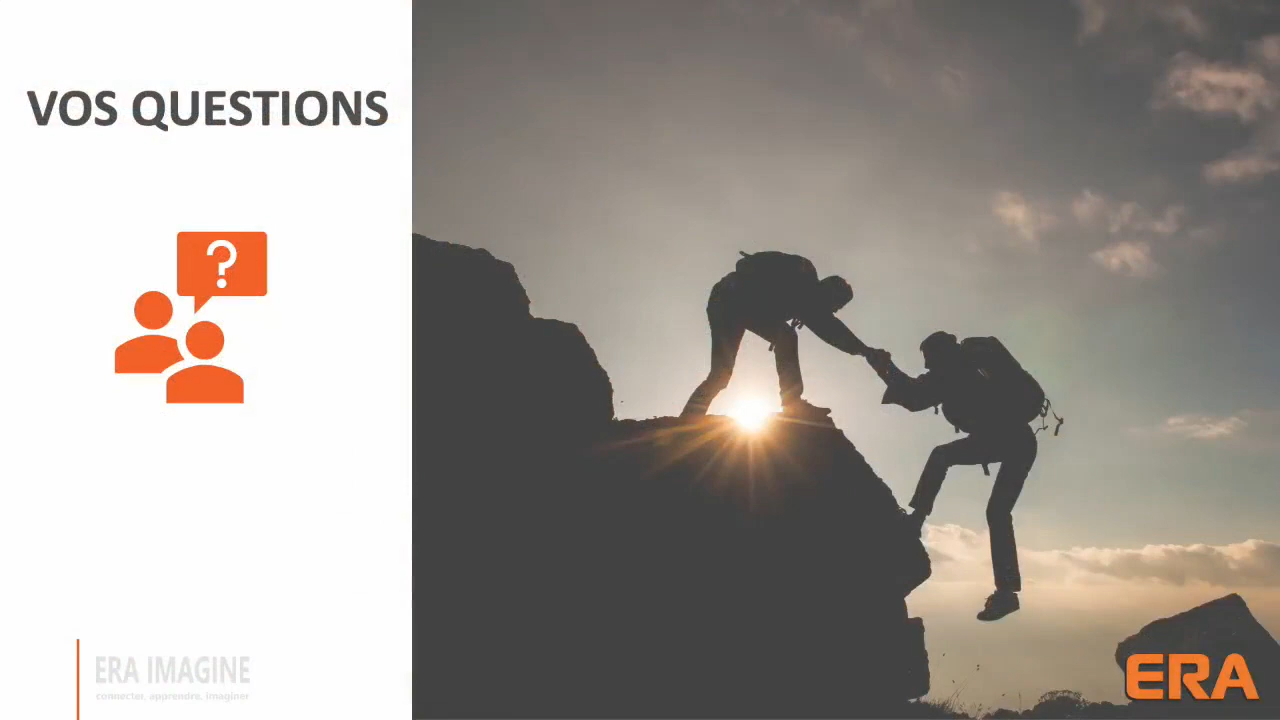 VOS QUESTIONS
?
ERA IMAGINE
connecter, apprendre, imaginer
ERA